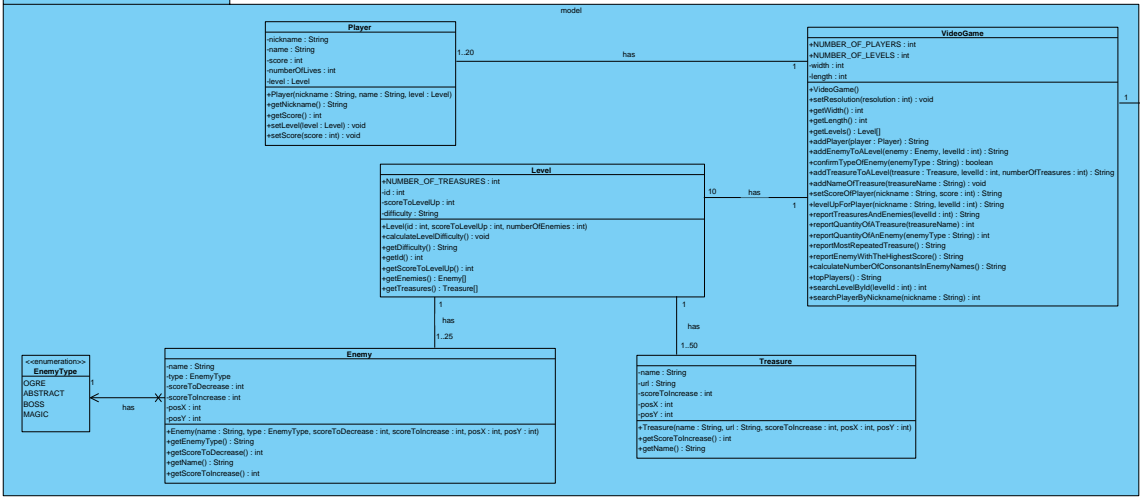 model
Player
-nickname : String
-name : String
-score : int
-numberOfLives : int
-level : Level
+Player(nickname : String, name : String, level : Level)
+getNickname() : String
+getScore() : int
+setLevel(level : Level) : void
+setScore(score : int) : void
1..20
has
1
VideoGame
+NUMBER_OF_PLAYERS : int
+NUMBER_OF_LEVELS : int
-width : int
-length : int
+VideoGame()
+setResolution(resolution : int) : void
+getWidth() : int
+getLength() : int
+getLevels() : Level[]
+addPlayer(player : Player) : String
+addEnemyToALevel(enemy : Enemy, levelId : int) : String
+confirmTypeOfEnemy(enemyType : String) : boolean
+addTreasureToALevel(treasure : Treasure, levelId : int, numberOfTreasures : int) : String
+addNameOfTreasure(treasureName : String) : void
+setScoreOfPlayer(nickname : String, score : int) : String
+levelUpForPlayer(nickname : String, levelId : int) : String
+reportTreasuresAndEnemies(levelId : int) : String
+reportQuantityOfATreasure(treasureName) : int
+reportQuantityOfAnEnemy(enemyType : String) : int
+reportMostRepeatedTreasure() : String
+reportEnemyWithTheHighestScore() : String
+calculateNumberOfConsonantsInEnemyNames() : String
+topPlayers() : String
+searchLevelById(levelId : int) : int
+searchPlayerByNickname(nickname : String) : int
1
Level
+NUMBER_OF_TREASURES : int
-id : int
-scoreToLevelUp : int
-difficulty : String
+Level(id : int, scoreToLevelUp : int, numberOfEnemies : int)
+calculateLevelDifficulty() : void
+getDifficulty() : String
+getId() : int
+getScoreToLevelUp() : int
+getEnemies() : Enemy[]
+getTreasures() : Treasure[]
10
has
1
1
has
1..25
1
has
1..50
<<enumeration>>
EnemyType
OGRE
ABSTRACT
BOSS
MAGIC
1
has
Enemy
-name : String
-type : EnemyType
-scoreToDecrease : int
-scoreToIncrease : int
-posX : int
-posY : int
+Enemy(name : String, type : EnemyType, scoreToDecrease : int, scoreToIncrease : int, posX : int, posY : int)
+getEnemyType() : String
+getScoreToDecrease() : int
+getName() : String
+getScoreToIncrease() : int
Treasure
-name : String
-url : String
-scoreToIncrease : int
-posX : int
-posY : int
+Treasure(name : String, url : String, scoreToIncrease : int, posX : int, posY : int)
+getScoreToIncrease() : int
+getName() : String